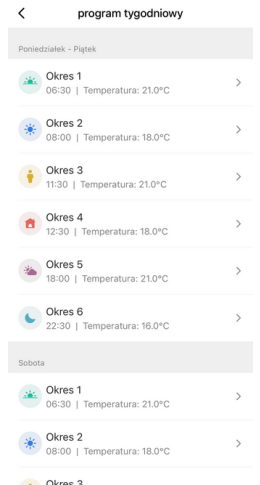 program tygodniowy
Poniedziałek - Piątek
Okres 1
06:30 | Temperatura: 21.0°C
Okres 2
08:00 | Temperatura: 18.0°C
Okres 3
11:30 | Temperatura: 21.0°C
Okres 4
12:30 | Temperatura: 18.0°C
Okres 5
18:00 | Temperatura: 21.0°C
Okres 6
22:30 | Temperatura: 16.0°C
Sobota
Okres 1
06:30 | Temperatura: 21.0°C
Okres 2
08:00 | Temperatura: 18.0°C
Okres 3